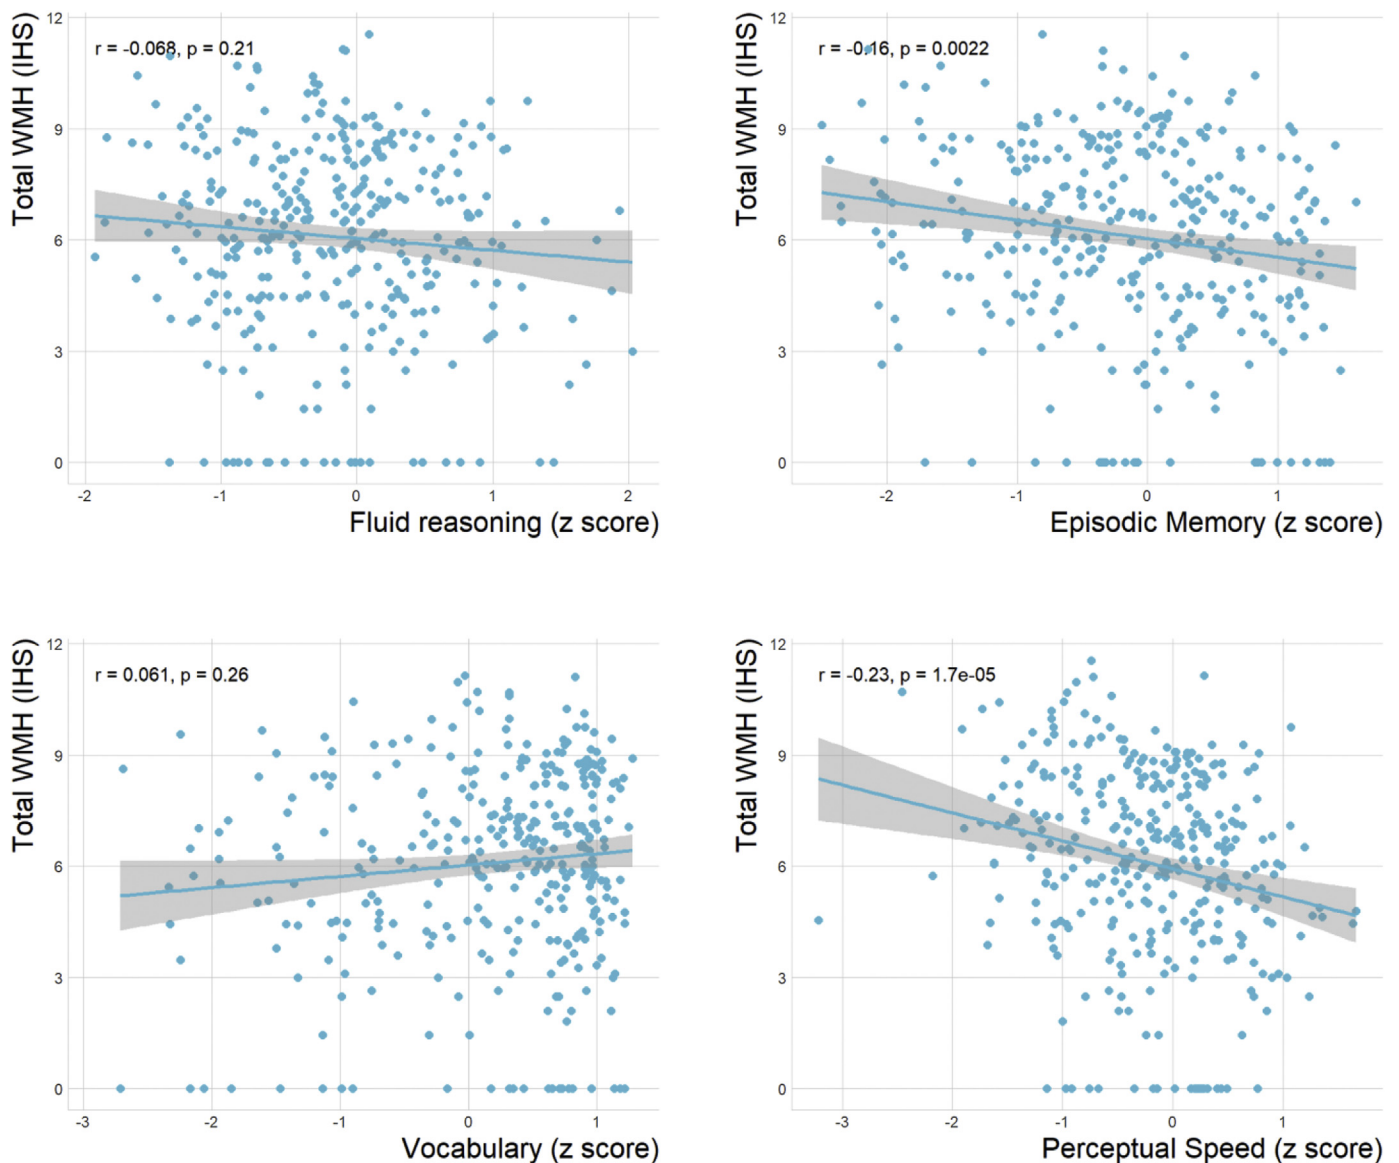 Total WMH (IHS)
12
9
6
3
0
r = -0.068, p = 0.21
-2 -1 0 1 2
Fluid reasoning (z score)
Total WMH (IHS)
12
9
6
3
0
r = -0.16, p = 0.0022
-2 -1 0 1
Episodic Memory (z score)
Total WMH (IHS)
12
9
6
3
0
r = 0.061, p = 0.26
-3 -2 -1 0 1
Vocabulary (z score)
Total WMH (IHS)
12
9
6
3
0
r = -0.23, p = 1.7e-05
-3 -2 -1 0 1
Perceptual Speed (z score)